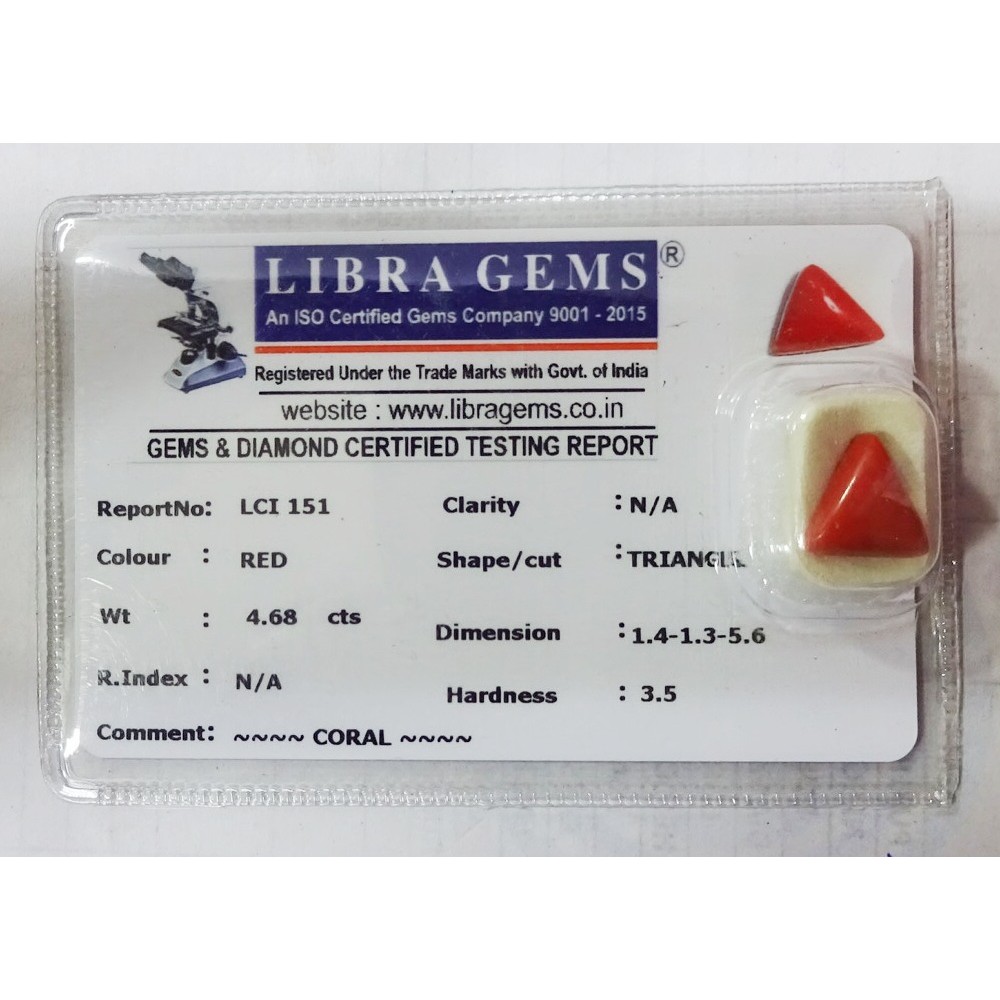 LIBRA GEMS ®
An ISO Certified Gems Company 9001 - 2015
Registered Under the Trade Marks with Govt. of India
website : www.libragems.co.in
GEMS & DIAMOND CERTIFIED TESTING REPORT
ReportNo: LCI 151
Clarity : N/A
Colour : RED
Shape/cut : TRIANGLE
Wt : 4.68 cts
Dimension : 1.4-1.3-5.6
R.Index : N/A
Hardness : 3.5
Comment: ~~~~ CORAL ~~~~